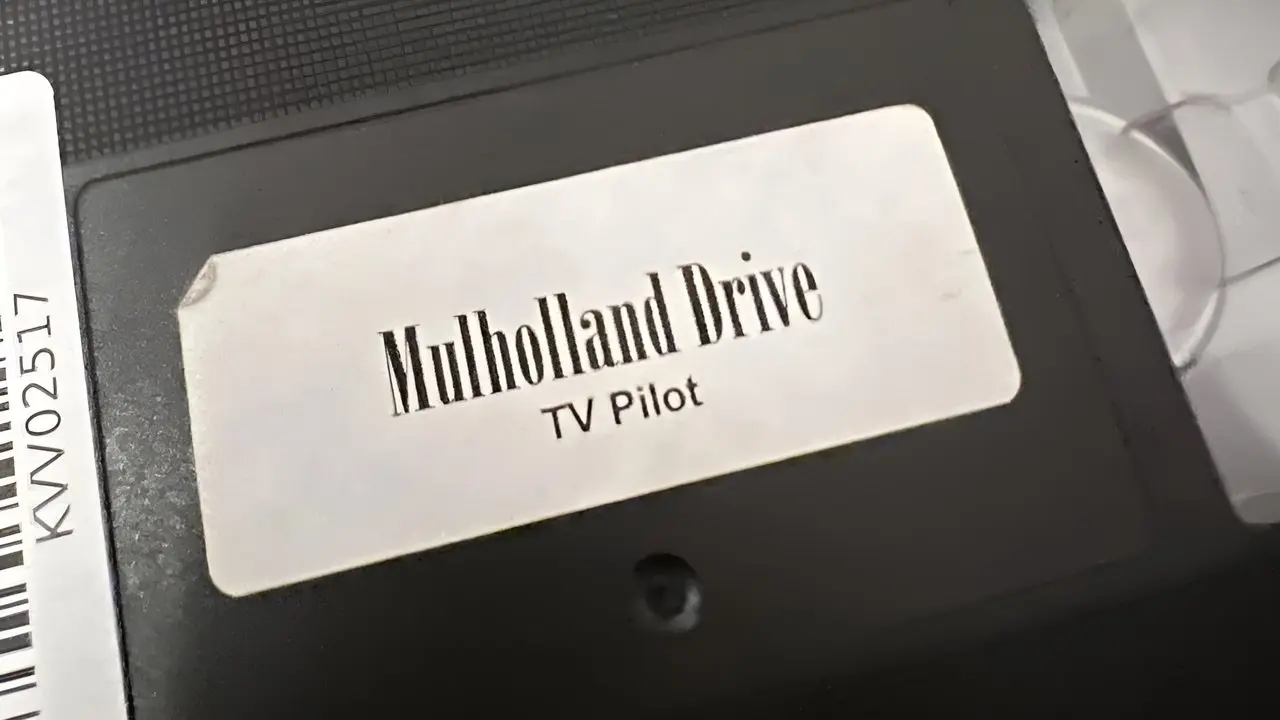 Mulholland Drive
TV Pilot
KVV02517